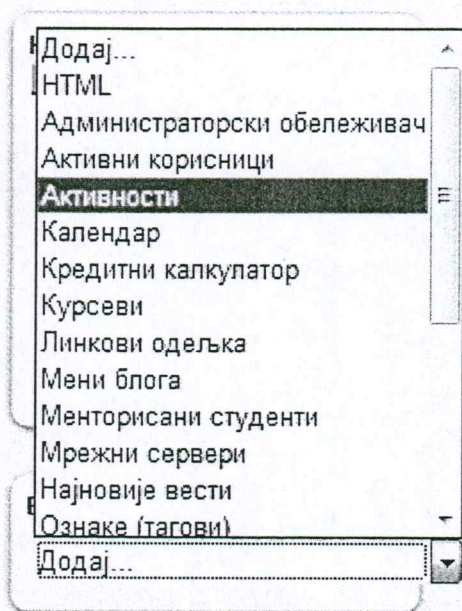 Додај...
HTML
Администраторски обележивач
Активни корисници
Активности
Календар
Кредитни калкулатор
Курсеви
Линкови одељка
Мени блога
Менторисани студенти
Мрежни сервери
Најновије вести
Ознаке (тагови)
Додај...